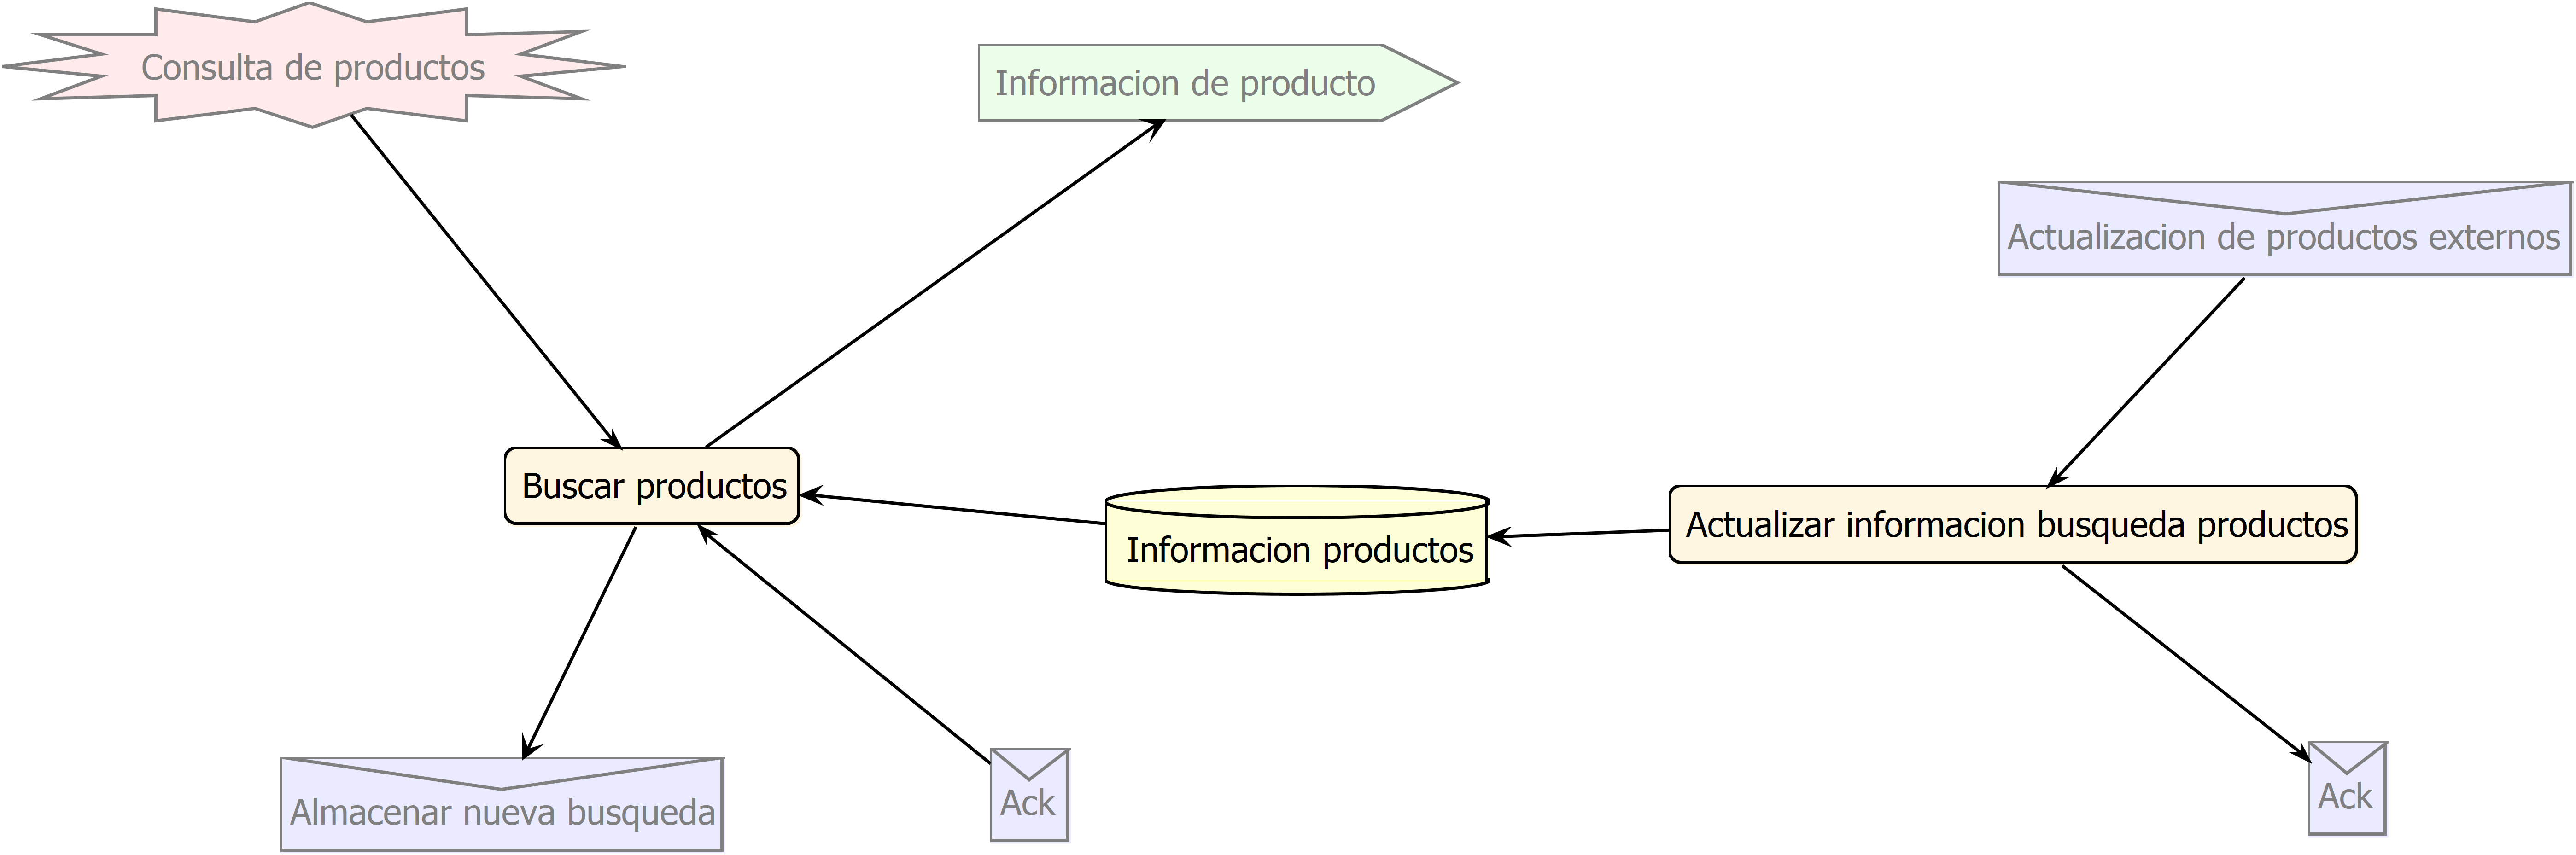 Consulta de productos
Informacion de producto
Actualizacion de productos externos
Buscar productos
Informacion productos
Actualizar informacion busqueda productos
Almacenar nueva busqueda
Ack
Ack